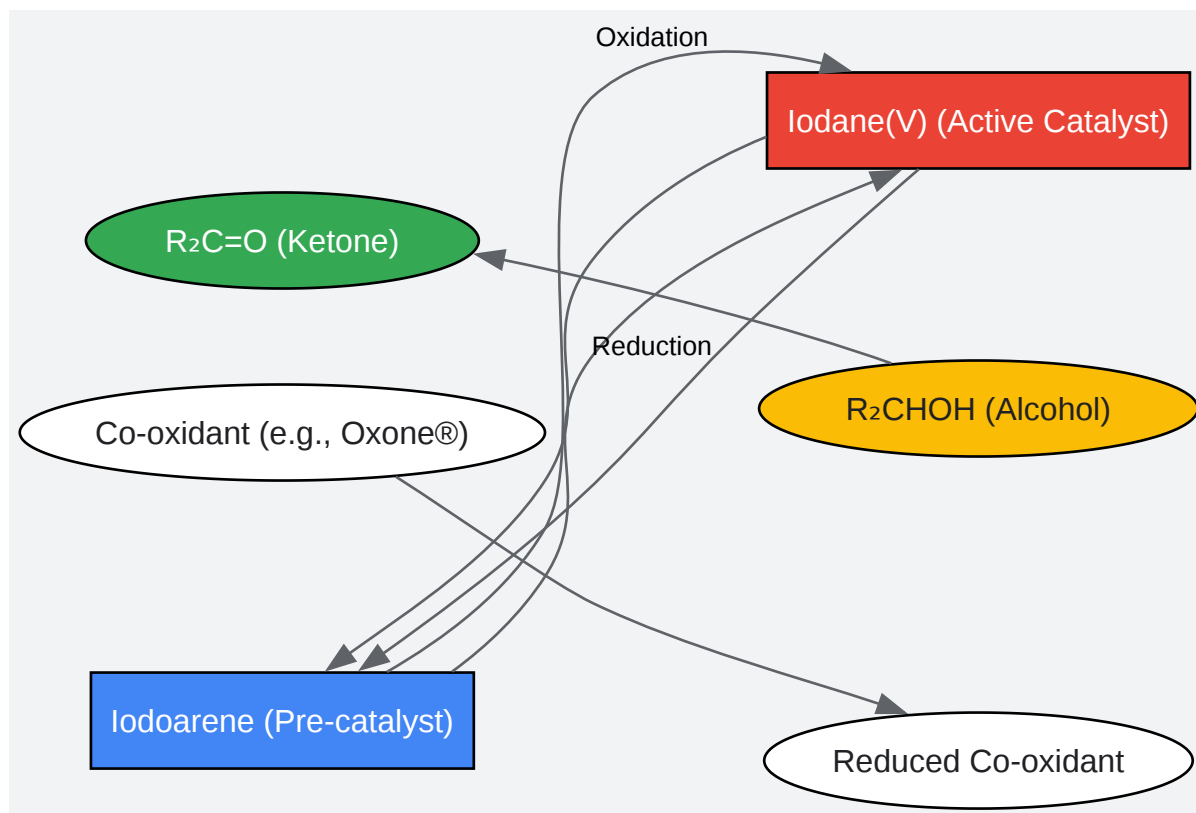 Oxidation
Iodane(V) (Active Catalyst)
R₂C=O (Ketone)
Reduction
R₂CHOH (Alcohol)
Co-oxidant (e.g., Oxone®)
Iodoarene (Pre-catalyst)
Reduced Co-oxidant